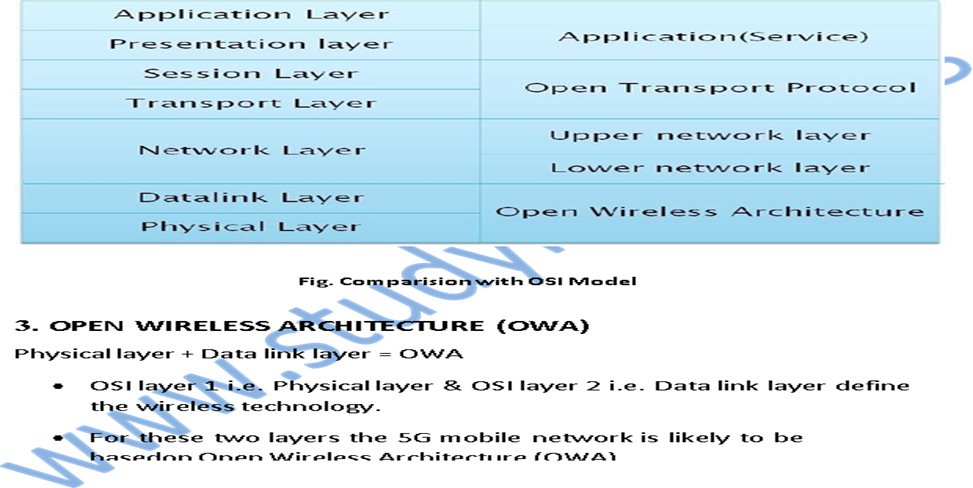 Application Layer
Presentation layer
Application(Service)
Session Layer
Transport Layer
Open Transport Protocol
Network Layer
Upper network layer
Lower network layer
Datalink Layer
Physical Layer
Open Wireless Architecture
Fig. Comparision with OSI Model
3. OPEN WIRELESS ARCHITECTURE (OWA)
Physical layer + Data link layer = OWA
• OSI layer 1 i.e. Physical layer & OSI layer 2 i.e. Data link layer define
the wireless technology.
• For these two layers the 5G mobile network is likely to be
basedon Open Wireless Architecture (OWA)
www.study